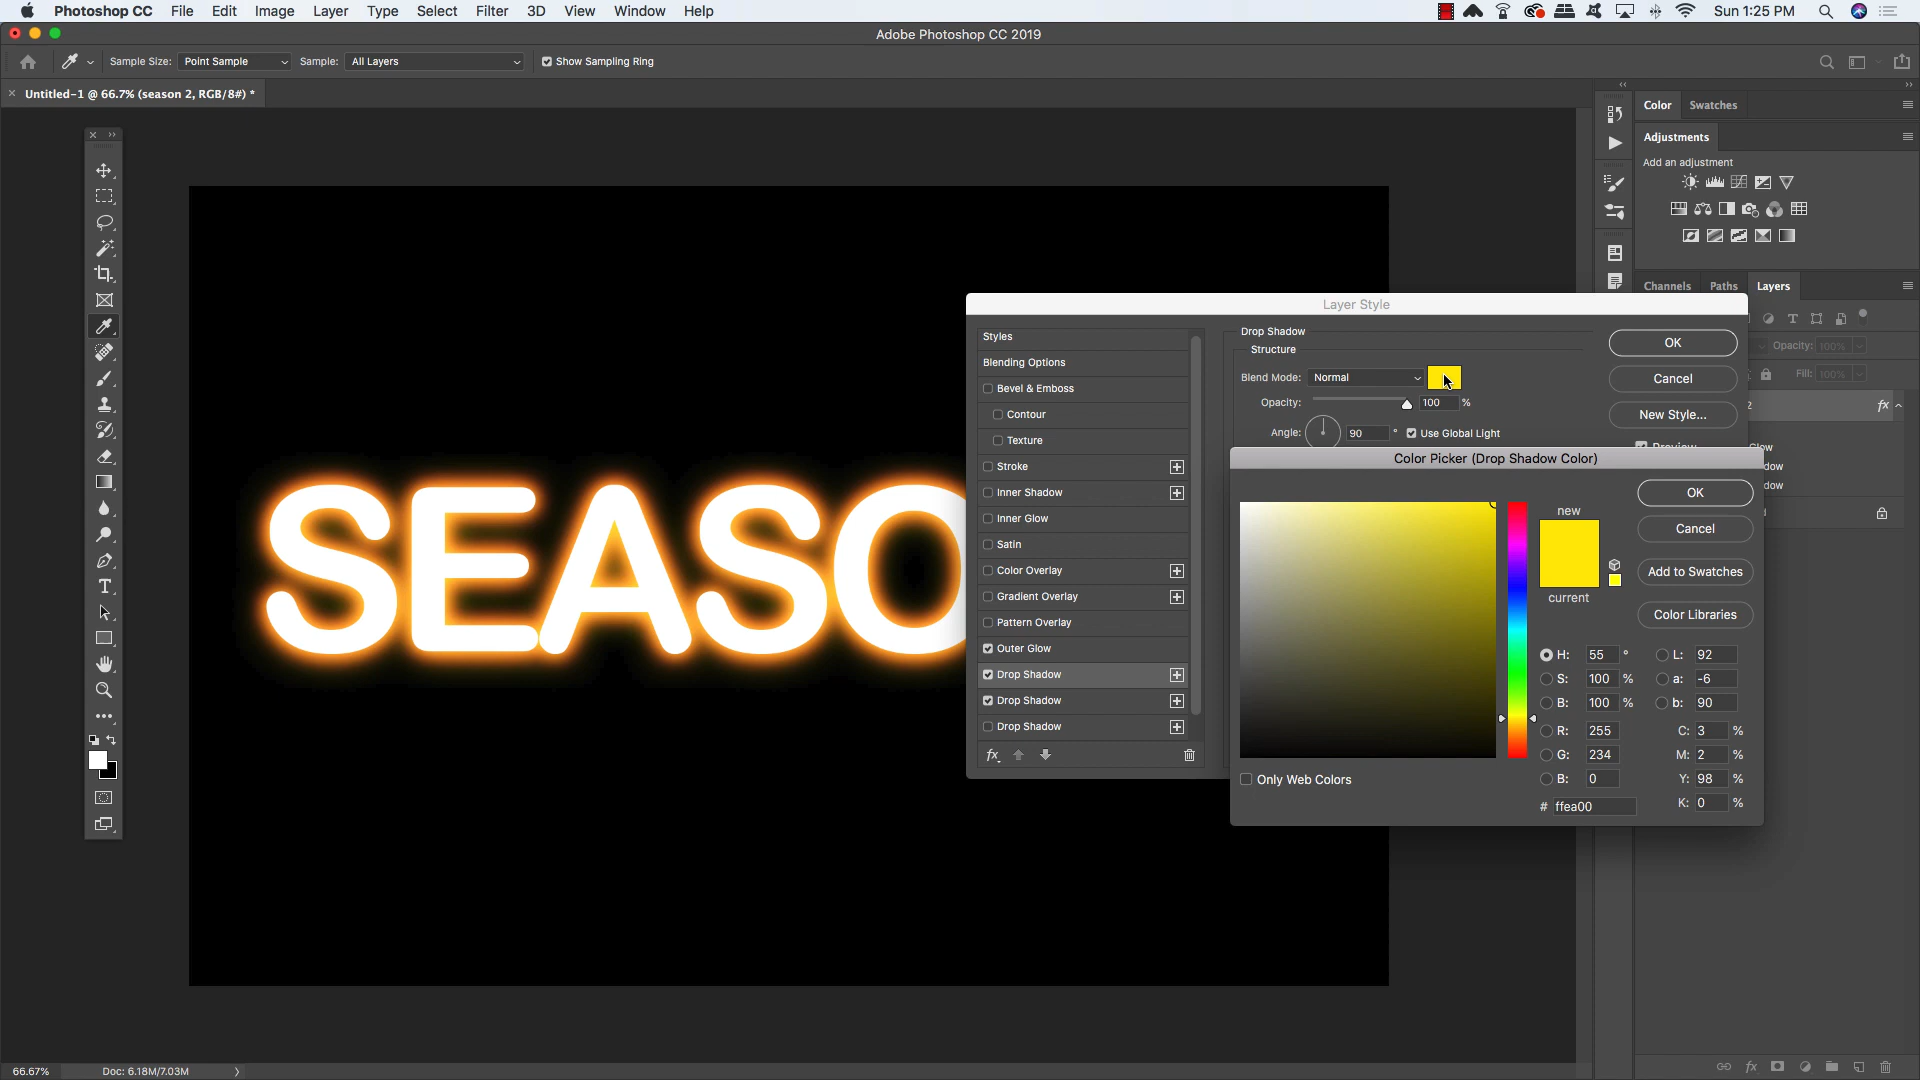 Photoshop CC File Edit Image Layer Type Select Filter 3D View Window Help Sun 1:25 PM
Adobe Photoshop CC 2019
Sample Size: Point Sample Sample: All Layers Show Sampling Ring
Untitled-1 @ 66.7% (season 2, RGB/8#) *
Color Swatches
Adjustments
Add an adjustment
Channels Paths Layers
Opacity: 100%
Fill: 100%
2 fx
SEASO
Layer Style
Styles
Blending Options
Bevel & Emboss
Contour
Texture
Stroke
Inner Shadow
Inner Glow
Satin
Color Overlay
Gradient Overlay
Pattern Overlay
Outer Glow
Drop Shadow
Drop Shadow
Drop Shadow
fx
Drop Shadow
Structure
Blend Mode: Normal
Opacity: 100 %
Angle: 90 ° Use Global Light
OK
Cancel
New Style...
Preview
low
dow
dow
Color Picker (Drop Shadow Color)
new
current
OK
Cancel
Add to Swatches
Color Libraries
H: 55 ° L: 92
S: 100 % a: -6
B: 100 % b: 90
R: 255 C: 3 %
G: 234 M: 2 %
B: 0 Y: 98 %
# ffea00 K: 0 %
Only Web Colors
66.67% Doc: 6.18M/7.03M